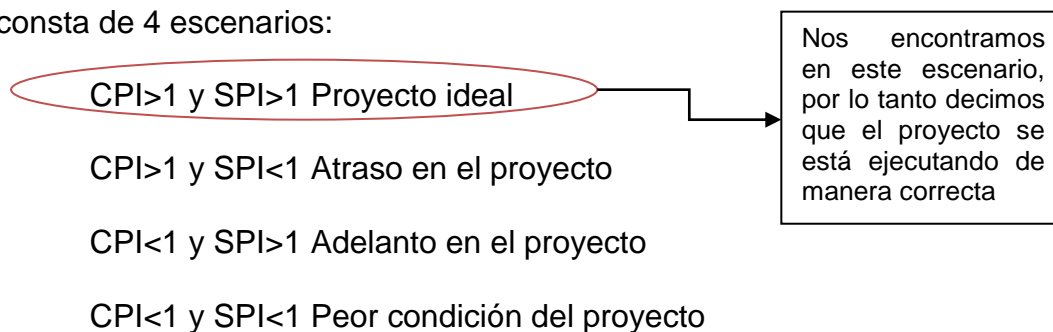 consta de 4 escenarios:
CPI>1 y SPI>1 Proyecto ideal
CPI>1 y SPI<1 Atraso en el proyecto
CPI<1 y SPI>1 Adelanto en el proyecto
CPI<1 y SPI<1 Peor condición del proyecto
Nos encontramos
en este escenario,
por lo tanto decimos
que el proyecto se
está ejecutando de
manera correcta